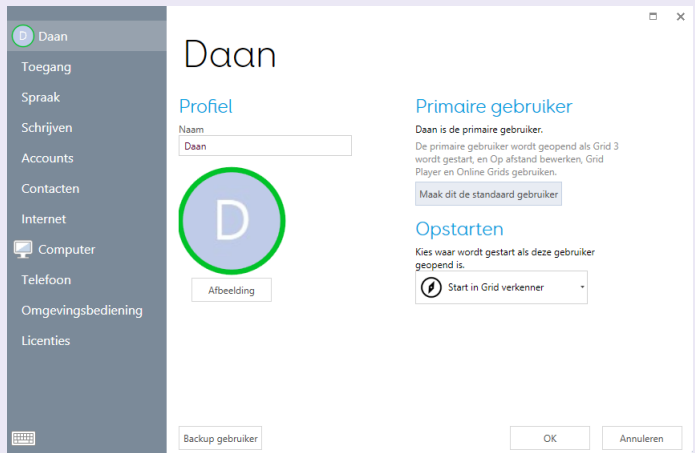 D Daan
Toegang
Spraak
Schrijven
Accounts
Contacten
Internet
Computer
Telefoon
Omgevingsbediening
Licenties
Daan
Profiel
Naam
Daan
D
Afbeelding
Primaire gebruiker
Daan is de primaire gebruiker.
De primaire gebruiker wordt geopend als Grid 3
wordt gestart, en Op afstand bewerken, Grid
Player en Online Grids gebruiken.
Maak dit de standaard gebruiker
Opstarten
Kies waar wordt gestart als deze gebruiker
geopend is.
Start in Grid verkenner
Backup gebruiker
OK
Annuleren